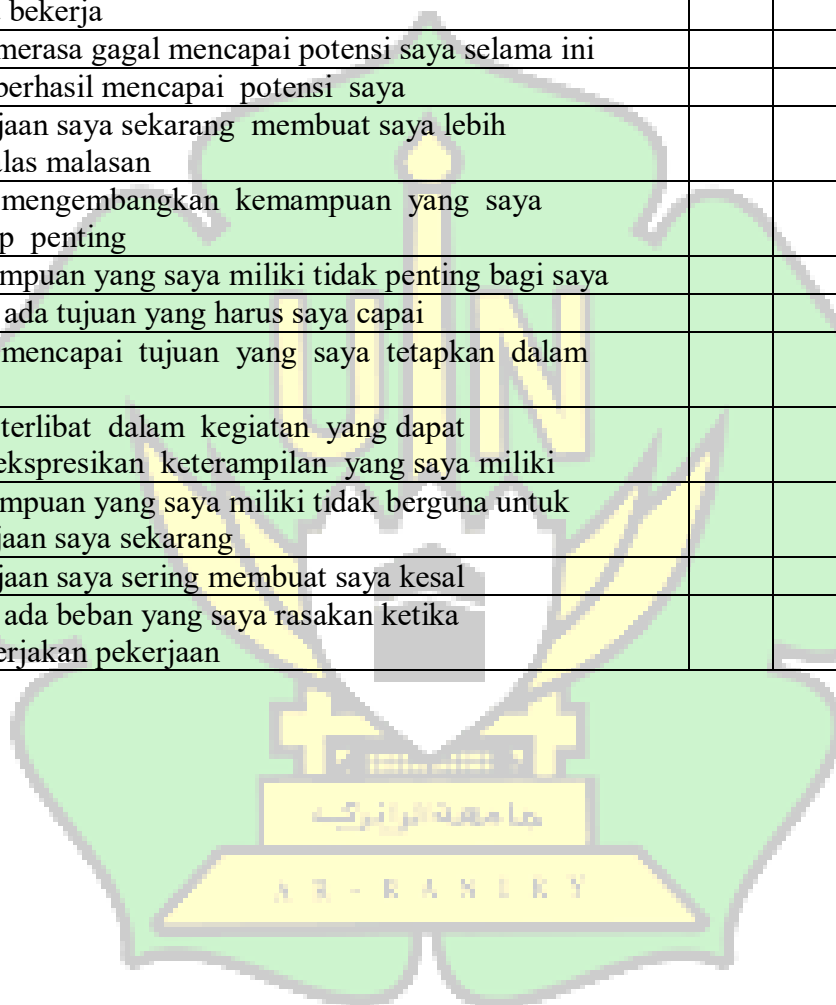 bekerja
merasa gagal mencapai potensi saya selama ini
berhasil mencapai potensi saya
jaan saya sekarang membuat saya lebih
alas malasan
mengembangkan kemampuan yang saya
p penting
mpuan yang saya miliki tidak penting bagi saya
ada tujuan yang harus saya capai
mencapai tujuan yang saya tetapkan dalam
terlibat dalam kegiatan yang dapat
ekspresikan keterampilan yang saya miliki
mpuan yang saya miliki tidak berguna untuk
jaan saya sekarang
jaan saya sering membuat saya kesal
ada beban yang saya rasakan ketika
erjakan pekerjaan
UIN
جامعة الرانري
AR-RANIRY